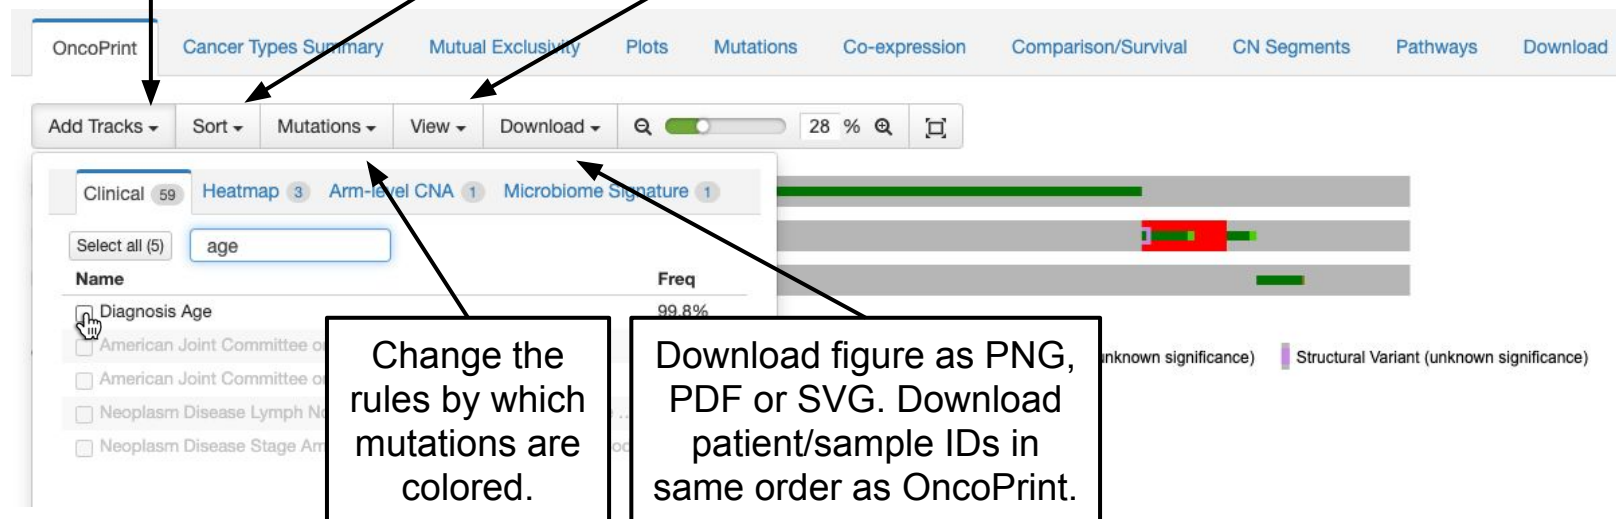 OncoPrint Cancer Types Summary Mutual Exclusivity Plots Mutations Co-expression Comparison/Survival CN Segments Pathways Download
Add Tracks Sort Mutations View Download 28 %
Clinical 59 Heatmap 3 Arm-level CNA 1 Microbiome Signature 1
Select all (5) age
Name Freq
Diagnosis Age 99.8%
American Joint Committee
American Joint Committee
Neoplasm Disease Lymph
Neoplasm Disease Stage
Change the
rules by which
mutations are
colored.
Download figure as PNG,
PDF or SVG. Download
patient/sample IDs in
same order as OncoPrint.
unknown significance) Structural Variant (unknown significance)